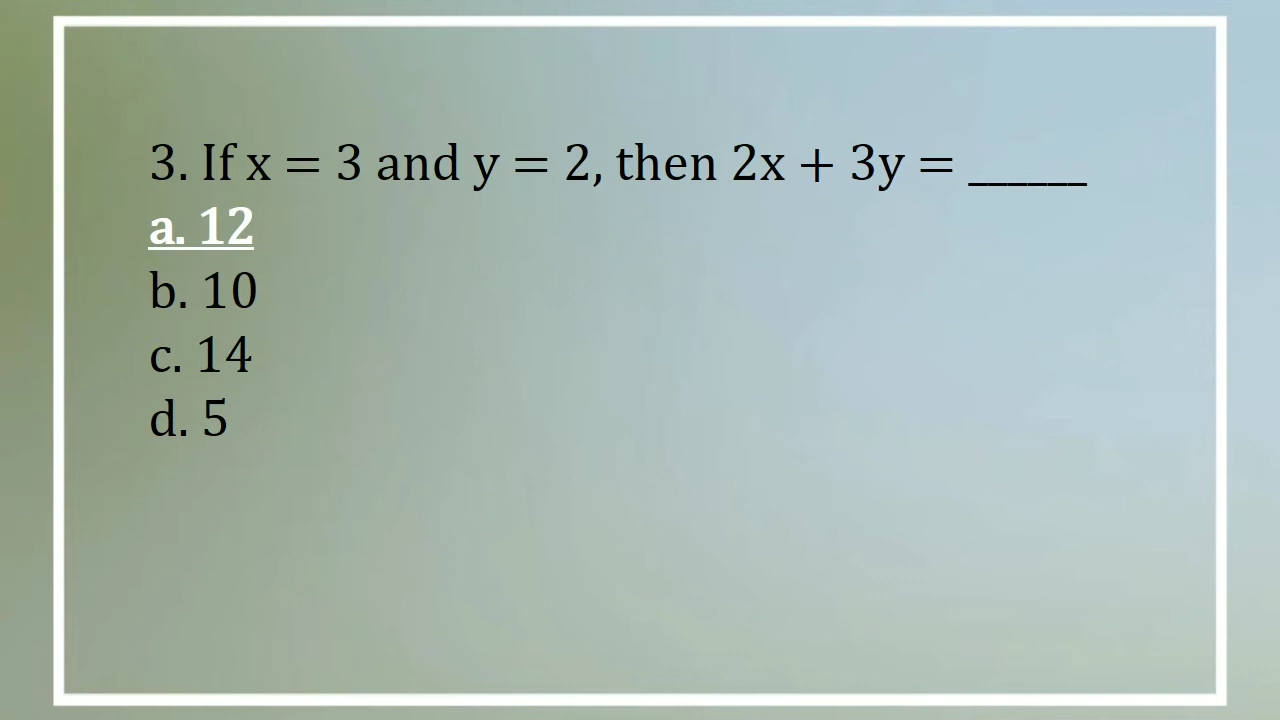 3. If x = 3 and y = 2, then 2x + 3y = ______
a. 12
b. 10
c. 14
d. 5